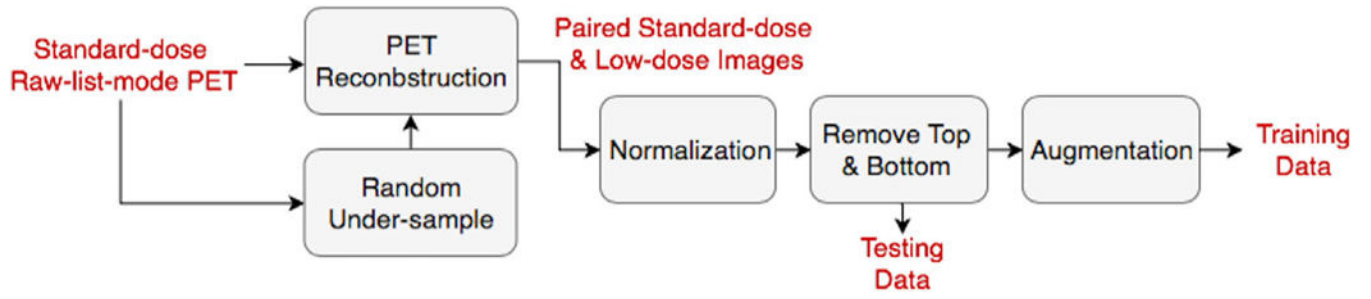 Standard-dose
Raw-list-mode PET
PET
Reconbstruction
Random
Under-sample
Paired Standard-dose
& Low-dose Images
Normalization
Remove Top
& Bottom
Testing
Data
Augmentation
Training
Data